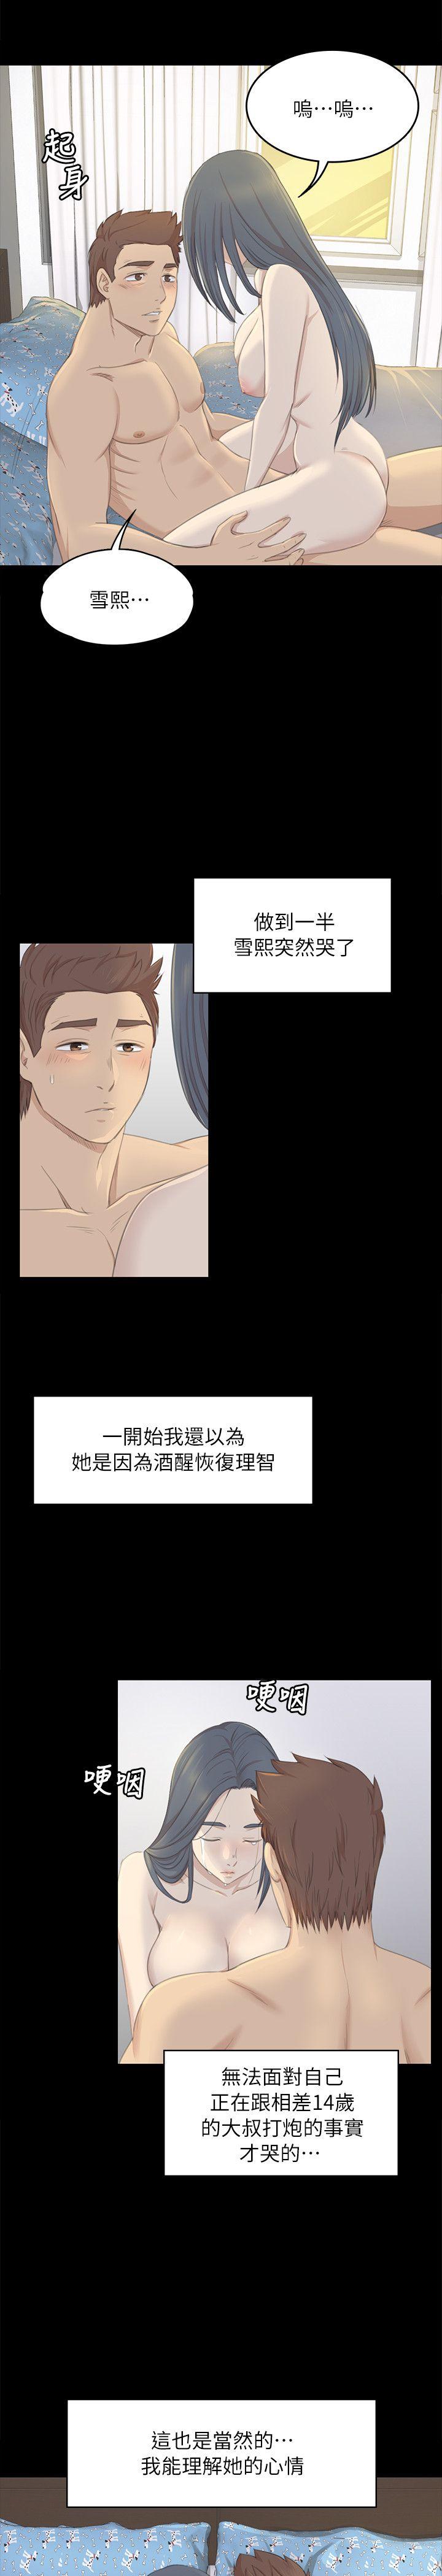 嗚…嗚…
起身
雪熙…
做到一半
雪熙突然哭了
一開始我還以為
她是因為酒醒恢復理智
哽咽
哽咽
無法面對自己
正在跟相差14歲
的大叔打炮的事實
才哭的…
這也是當然的…
我能理解她的心情